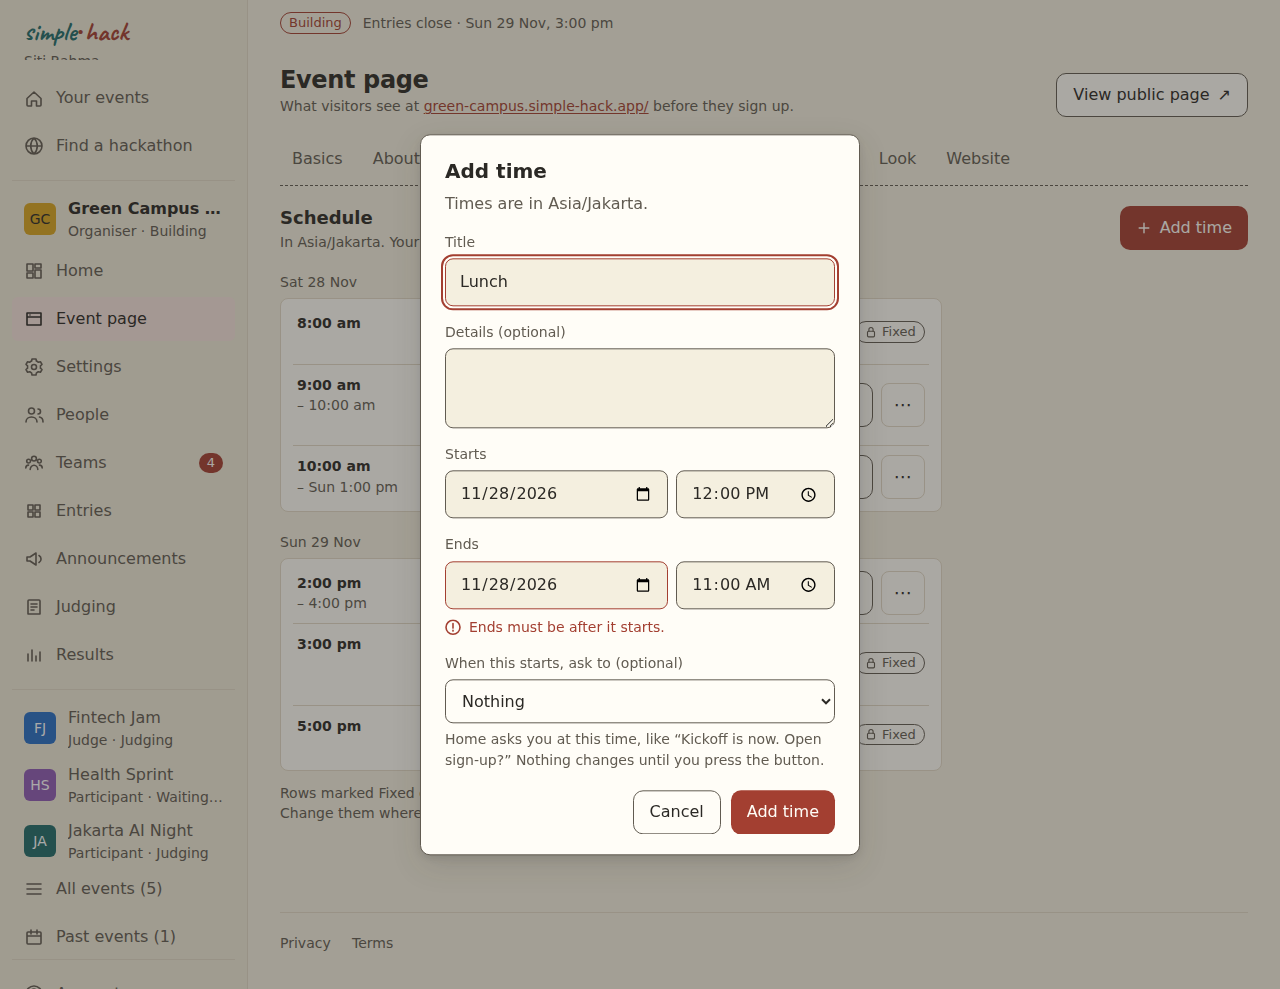 simple·hack
Siti Rahma
Your events
Find a hackathon
GC
Green Campus ...
Organiser · Building
Home
Event page
Settings
People
Teams
4
Entries
Announcements
Judging
Results
FJ
Fintech Jam
Judge · Judging
HS
Health Sprint
Participant · Waiting...
JA
Jakarta AI Night
Participant · Judging
All events (5)
Past events (1)
Building
Entries close · Sun 29 Nov, 3:00 pm
Event page
What visitors see at green-campus.simple-hack.app/ before they sign up.
View public page ↗
Basics
About
Look
Website
Schedule
In Asia/Jakarta. Your
+ Add time
Sat 28 Nov
8:00 am
Fixed
9:00 am
– 10:00 am
...
10:00 am
– Sun 1:00 pm
...
Sun 29 Nov
2:00 pm
– 4:00 pm
...
3:00 pm
Fixed
5:00 pm
Fixed
Rows marked Fixed
Change them where
Privacy
Terms
Add time
Times are in Asia/Jakarta.
Title
Lunch
Details (optional)
Starts
11/28/2026
12:00 PM
Ends
11/28/2026
11:00 AM
Ends must be after it starts.
When this starts, ask to (optional)
Nothing
Home asks you at this time, like “Kickoff is now. Open
sign-up?” Nothing changes until you press the button.
Cancel
Add time